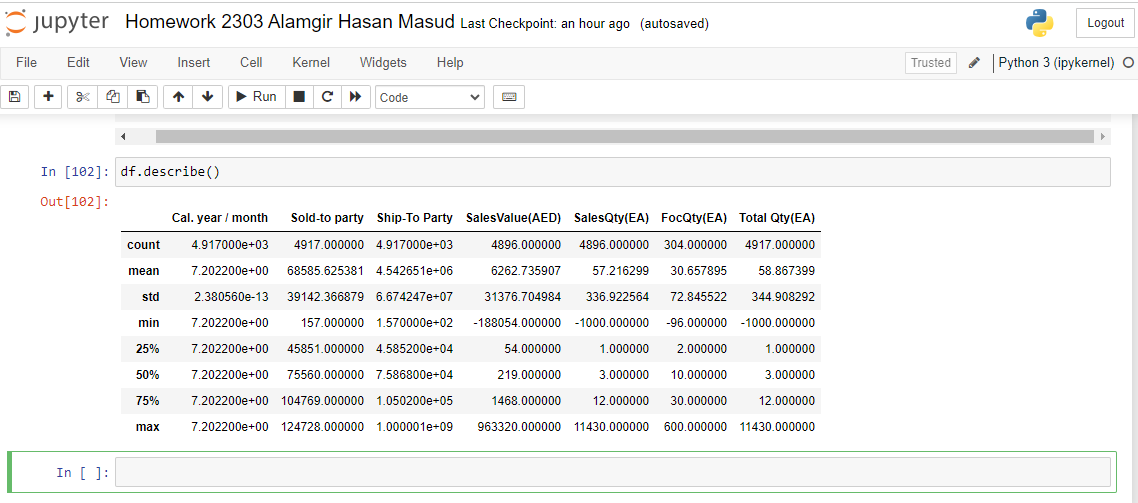 jupyter Homework 2303 Alamgir Hasan Masud Last Checkpoint: an hour ago (autosaved) Logout
File Edit View Insert Cell Kernel Widgets Help Trusted Python 3 (ipykernel)
Run Code
In [102]: df.describe()
Out[102]:
Cal. year / month Sold-to party Ship-To Party SalesValue(AED) SalesQty(EA) FocQty(EA) Total Qty(EA)
count 4.917000e+03 4917.000000 4.917000e+03 4896.000000 4896.000000 304.000000 4917.000000
mean 7.202200e+00 68585.625381 4.542651e+06 6262.735907 57.216299 30.657895 58.867399
std 2.380560e-13 39142.366879 6.674247e+07 31376.704984 336.922564 72.845522 344.908292
min 7.202200e+00 157.000000 1.570000e+02 -188054.000000 -1000.000000 -96.000000 -1000.000000
25% 7.202200e+00 45851.000000 4.585200e+04 54.000000 1.000000 2.000000 1.000000
50% 7.202200e+00 75560.000000 7.586800e+04 219.000000 3.000000 10.000000 3.000000
75% 7.202200e+00 104769.000000 1.050200e+05 1468.000000 12.000000 30.000000 12.000000
max 7.202200e+00 124728.000000 1.000001e+09 963320.000000 11430.000000 600.000000 11430.000000
In [ ]: